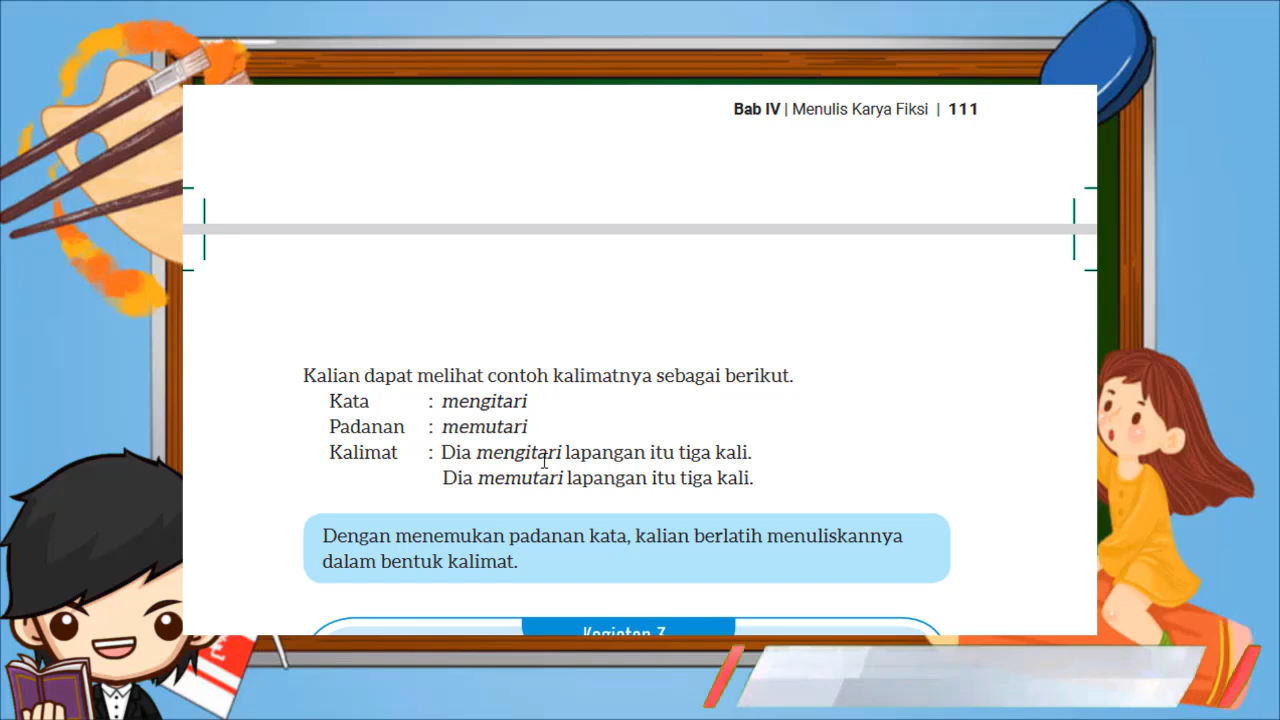 Bab IV | Menulis Karya Fiksi | 111
Kalian dapat melihat contoh kalimatnya sebagai berikut.
Kata : mengitari
Padanan : memutari
Kalimat : Dia mengitari lapangan itu tiga kali.
Dia memutari lapangan itu tiga kali.
Dengan menemukan padanan kata, kalian berlatih menuliskannya
dalam bentuk kalimat.
Kegiatan 3